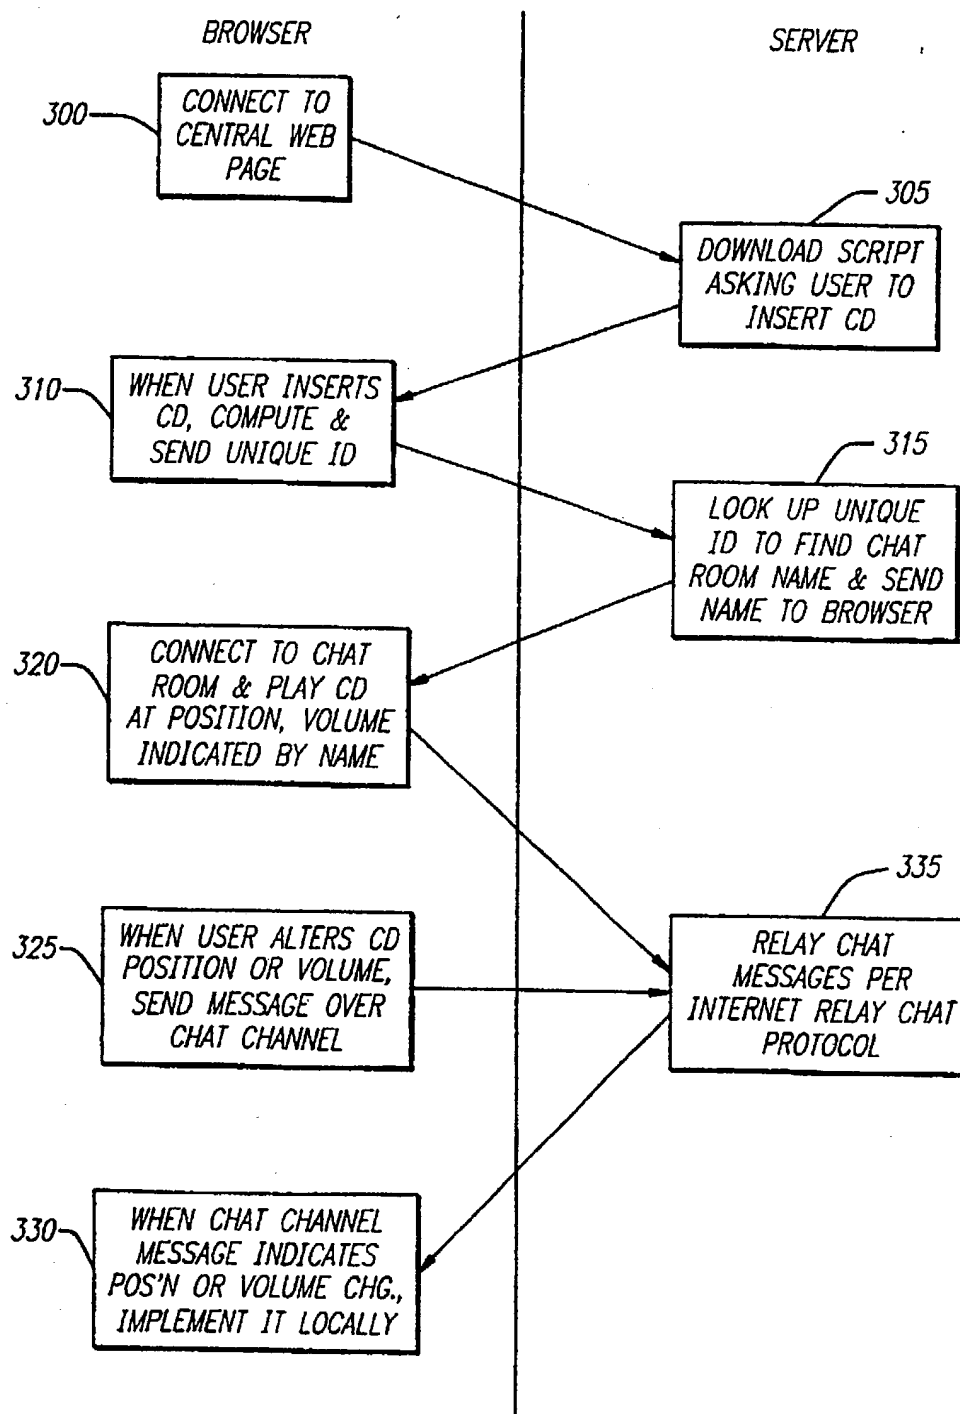 BROWSER
SERVER
300
CONNECT TO
CENTRAL WEB
PAGE
305
DOWNLOAD SCRIPT
ASKING USER TO
INSERT CD
310
WHEN USER INSERTS
CD, COMPUTE &
SEND UNIQUE ID
315
LOOK UP UNIQUE
ID TO FIND CHAT
ROOM NAME & SEND
NAME TO BROWSER
320
CONNECT TO CHAT
ROOM & PLAY CD
AT POSITION, VOLUME
INDICATED BY NAME
335
RELAY CHAT
MESSAGES PER
INTERNET RELAY CHAT
PROTOCOL
325
WHEN USER ALTERS CD
POSITION OR VOLUME,
SEND MESSAGE OVER
CHAT CHANNEL
330
WHEN CHAT CHANNEL
MESSAGE INDICATES
POS'N OR VOLUME CHG.,
IMPLEMENT IT LOCALLY